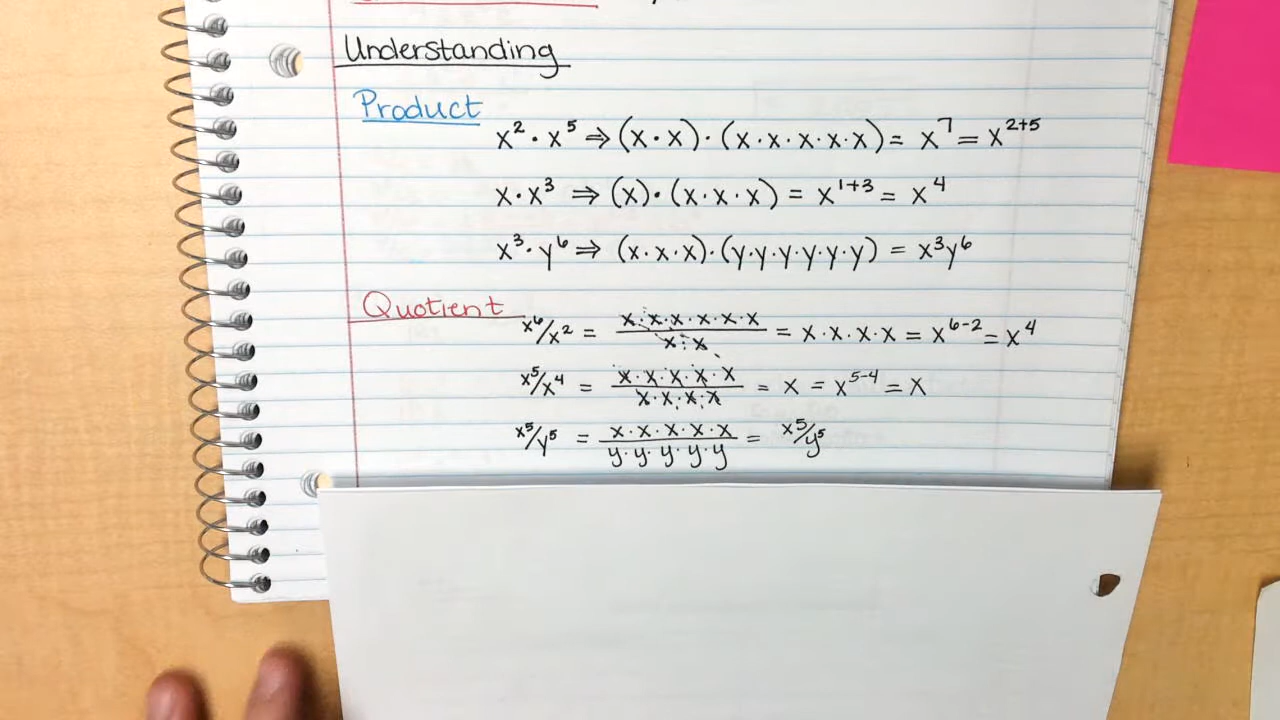 Understanding
Product
x² · x⁵ ⇒ (x · x) · (x · x · x · x · x) = x⁷ = x²⁺⁵
x · x³ ⇒ (x) · (x · x · x) = x¹⁺³ = x⁴
x³ · y⁶ ⇒ (x · x · x) · (y · y · y · y · y · y) = x³y⁶
Quotient
x⁶/x² = (x · x · x · x · x · x)/(x · x) = x · x · x · x = x⁶⁻² = x⁴
x⁵/x⁴ = (x · x · x · x · x)/(x · x · x · x) = x = x⁵⁻⁴ = x
x⁵/y⁵ = (x · x · x · x · x)/(y · y · y · y · y) = x⁵/y⁵